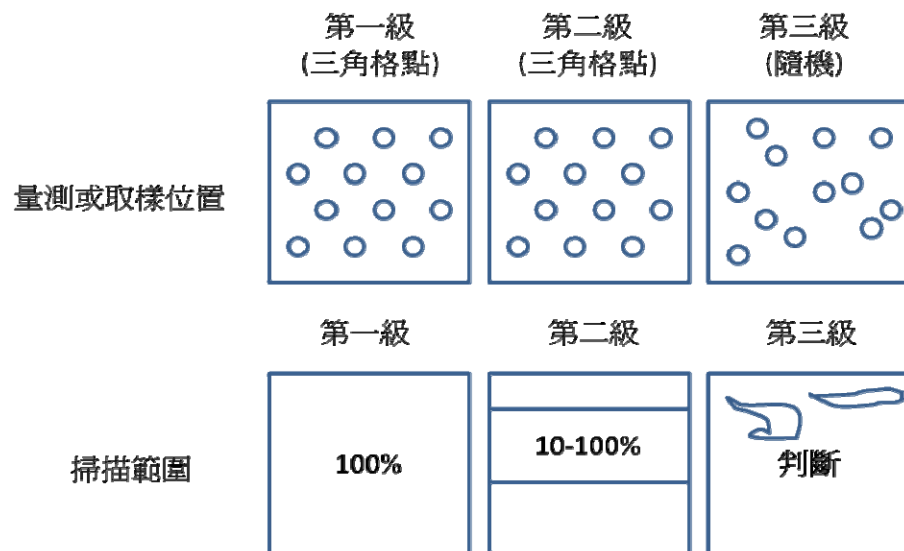 第一級
(三角格點)
第二級
(三角格點)
第三級
(隨機)
量測或取樣位置
第一級
第二級
第三級
掃描範圍
100%
10-100%
判斷